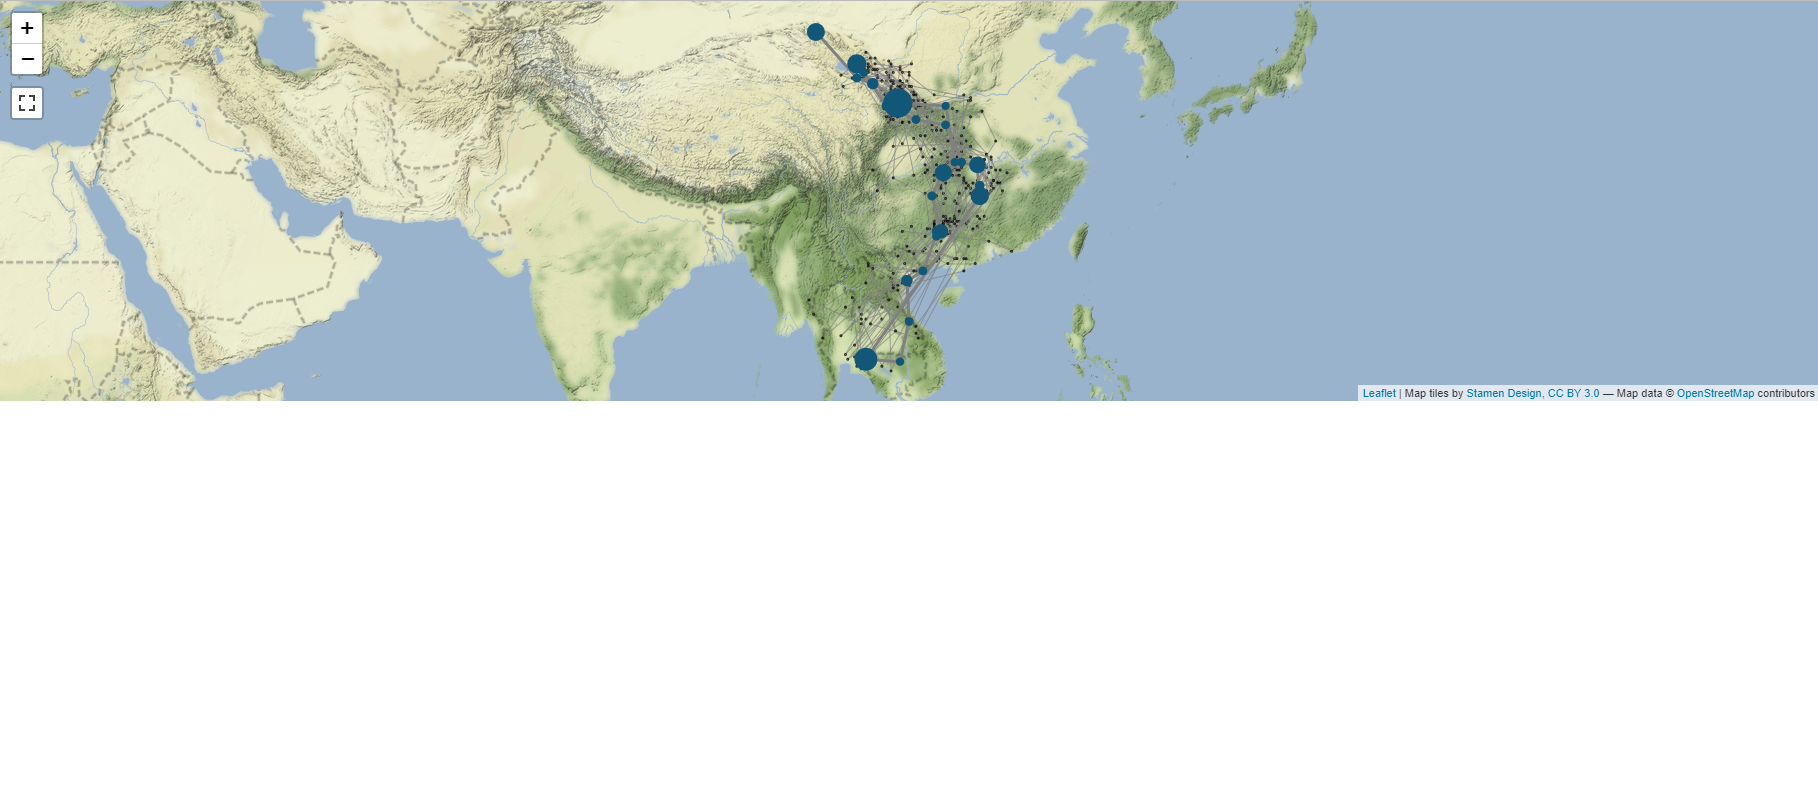 +
−
Leaflet | Map tiles by Stamen Design, CC BY 3.0 — Map data © OpenStreetMap contributors